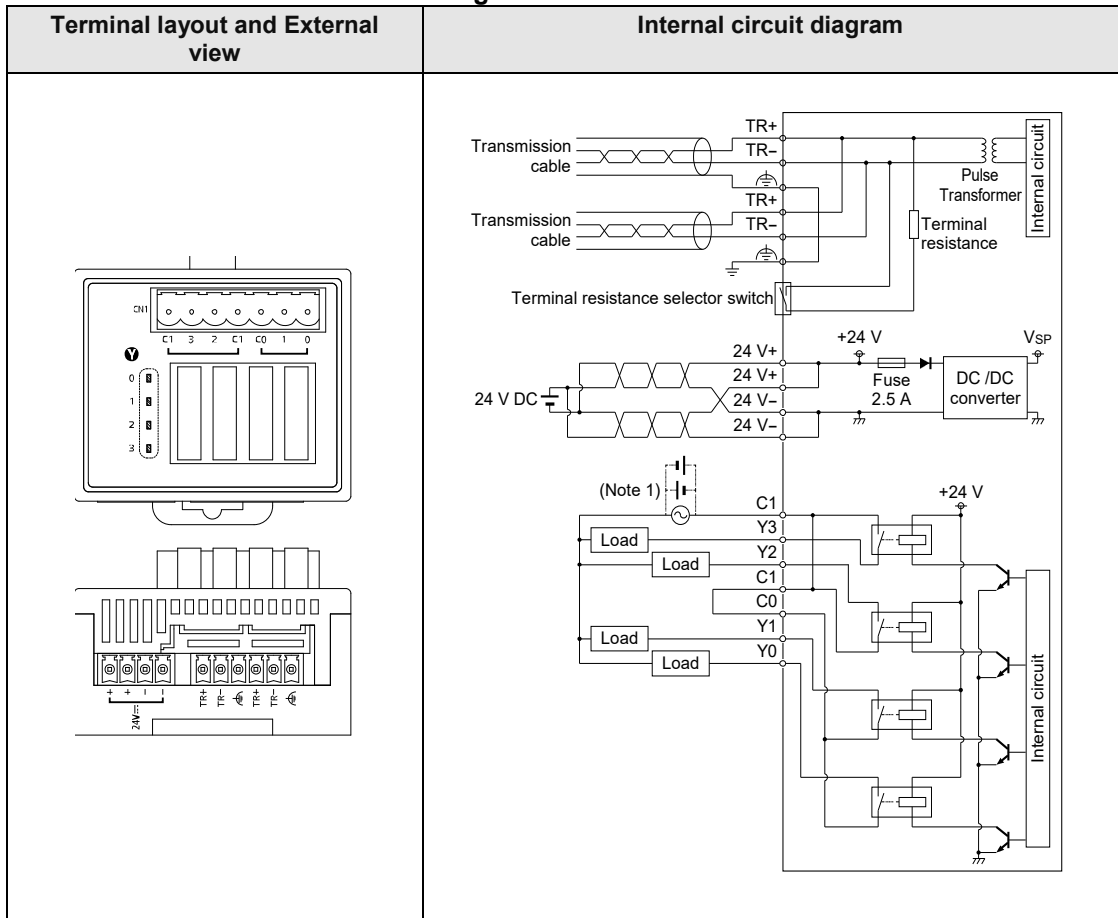 Terminal layout and External
view
Internal circuit diagram
CN1
C1 3 2 C1 C0 1 0
Y
0
1
2
3
+ + − −
24V
TR+ TR− TR+ TR−
Transmission
cable
TR+
TR−
TR+
Transmission
cable
TR−
Pulse
Transformer
Internal circuit
Terminal
resistance
Terminal resistance selector switch
24 V DC
24 V+
24 V+
24 V−
24 V−
+24 V
Fuse
2.5 A
DC /DC
converter
VSP
(Note 1)
C1
Y3
Load
Y2
Load
C1
C0
Y1
Load
Y0
Load
+24 V
Internal circuit